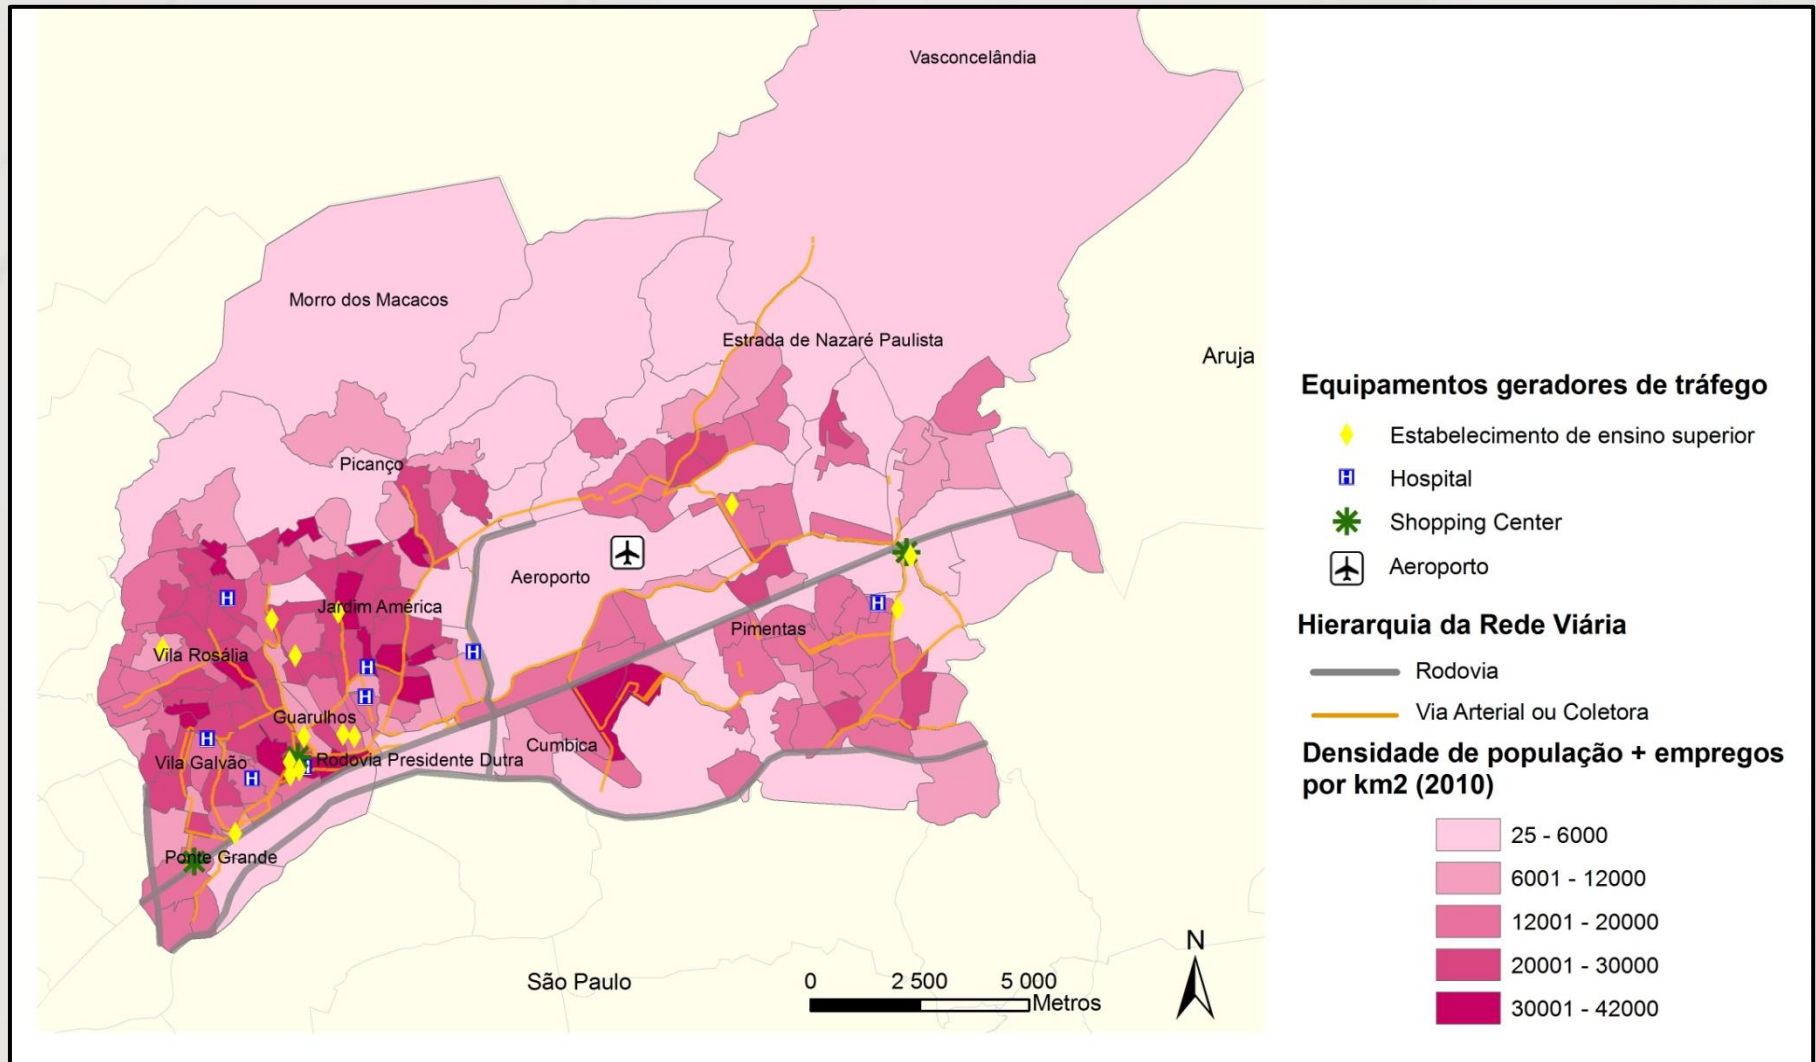 Vasconcelândia
Morro dos Macacos
Estrada de Nazaré Paulista
Aruja
Picanço
Aeroporto
Jardim América
Pimentas
Vila Rosália
Guarulhos
Cumbica
Vila Galvão
Rodovia Presidente Dutra
Ponte Grande
São Paulo
0 2 500 5 000
Metros
N
Equipamentos geradores de tráfego
Estabelecimento de ensino superior
H Hospital
Shopping Center
Aeroporto
Hierarquia da Rede Viária
Rodovia
Via Arterial ou Coletora
Densidade de população + empregos
por km2 (2010)
25 - 6000
6001 - 12000
12001 - 20000
20001 - 30000
30001 - 42000
H
H
H
H
H
H
H
H